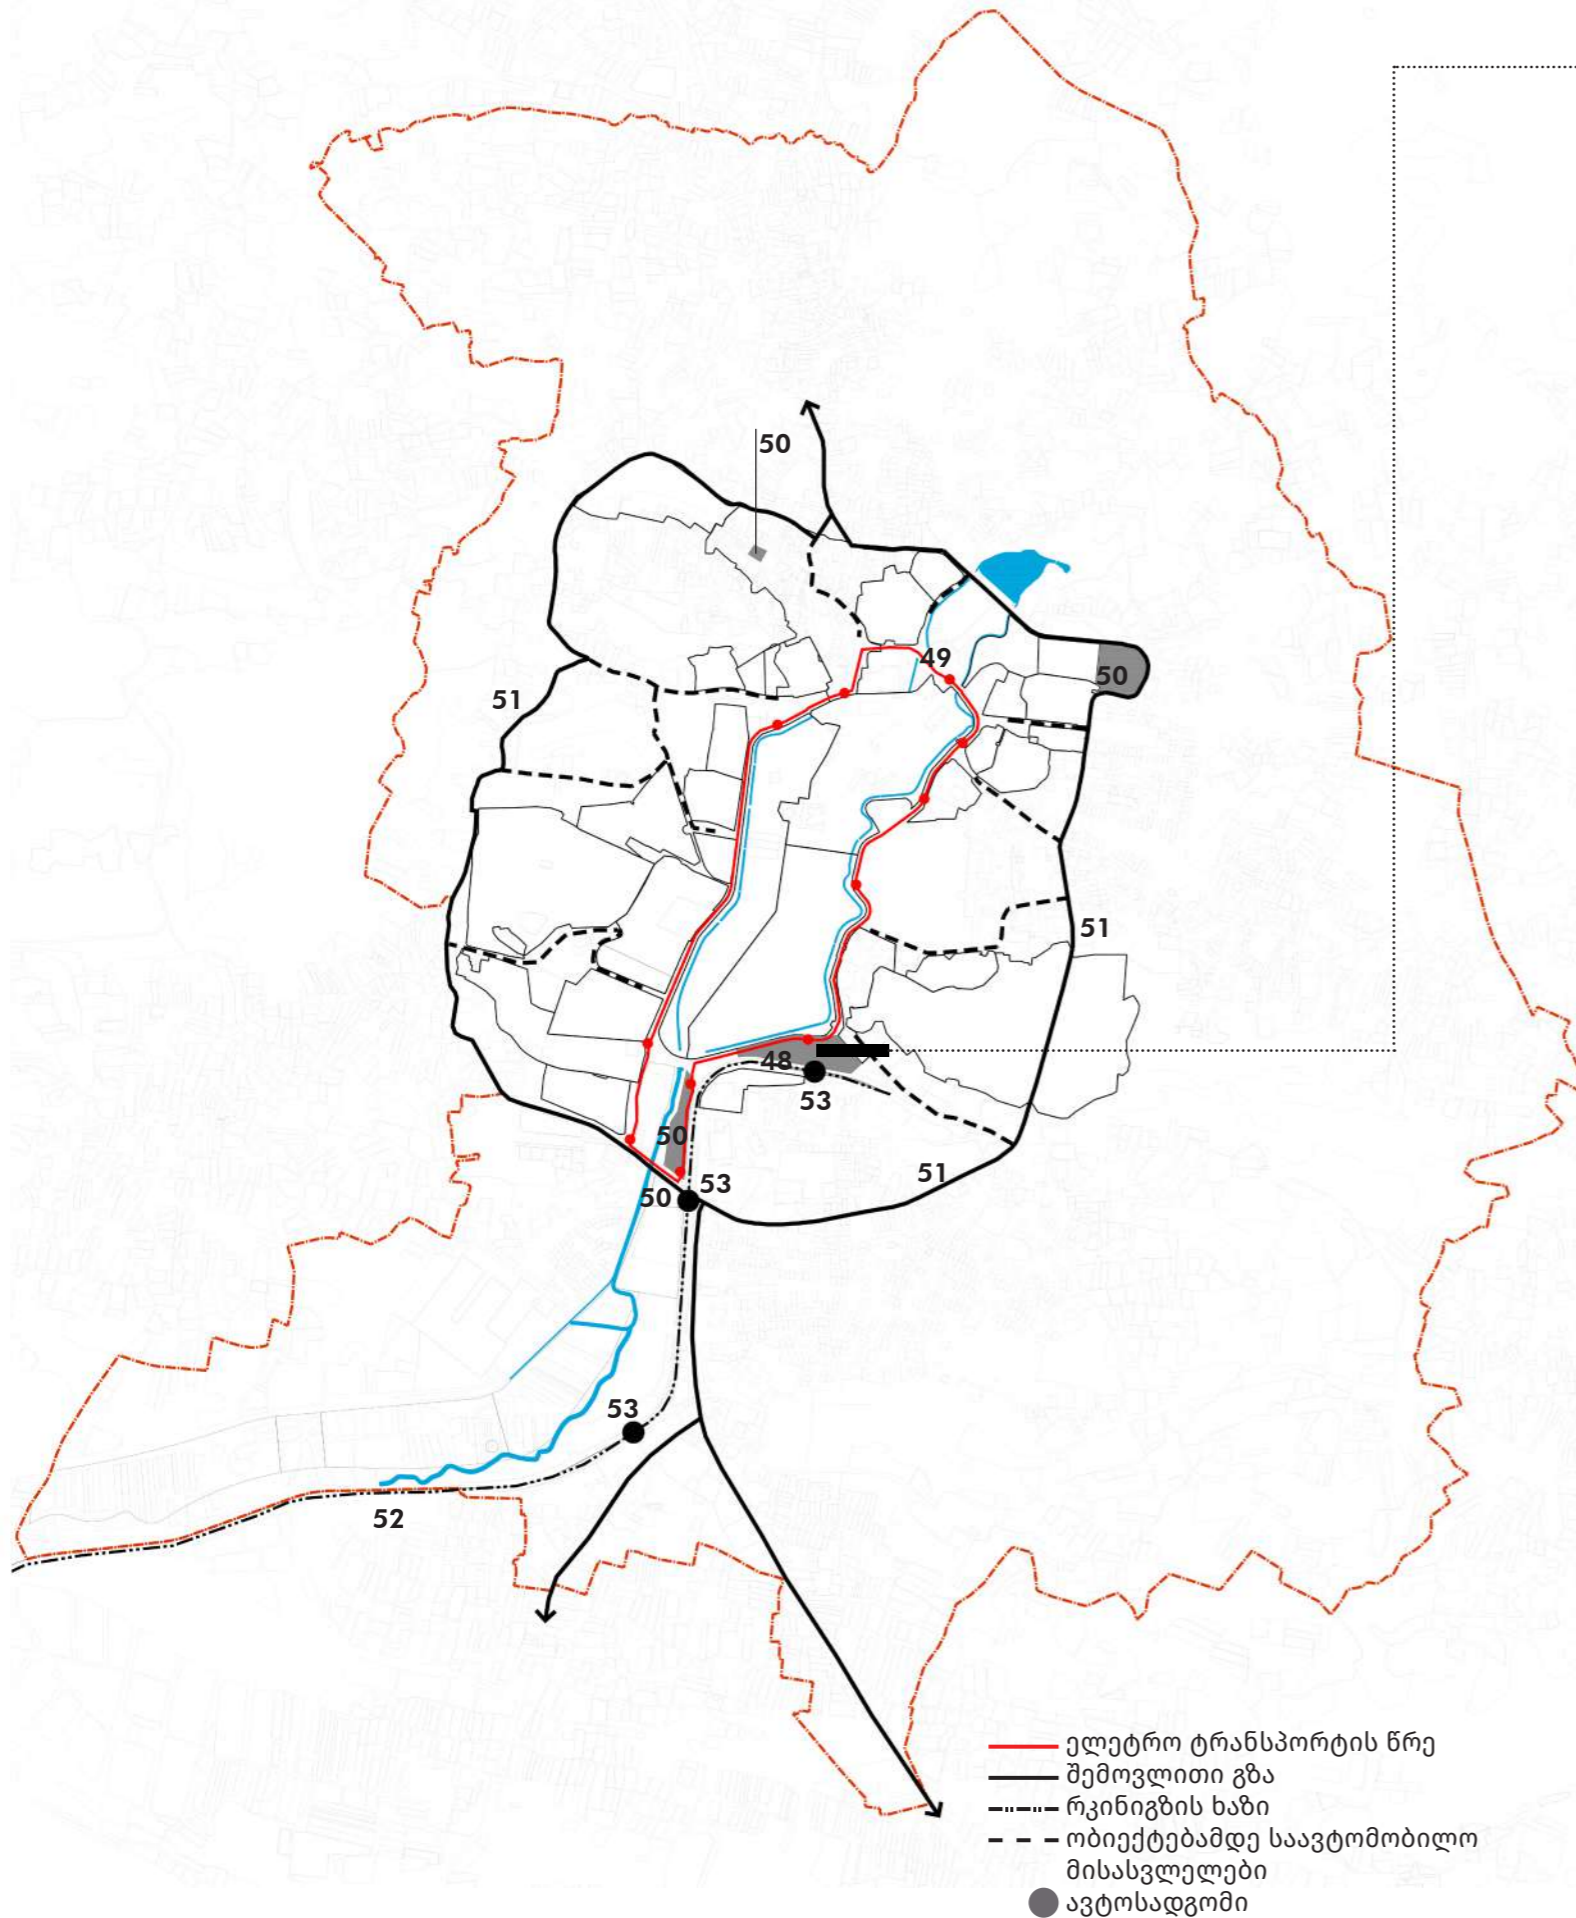 50
49
50
51
51
48
53
50
51
53
50
53
52
ელეტრო ტრანსპორტის წრე
შემოვლითი გზა
რკინიგზის ხაზი
ობიექტებამდე საავტომობილო
მისასვლელები
ავტოსადგომი